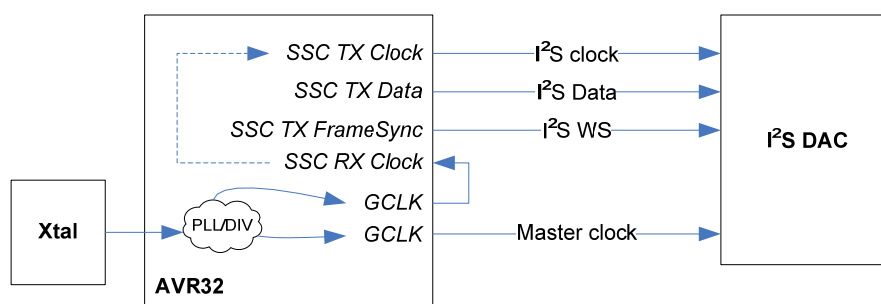 SSC TX Clock
I²S clock
SSC TX Data
I²S Data
SSC TX FrameSync
I²S WS
I²S DAC
SSC RX Clock
GCLK
Xtal
PLL/DIV
GCLK
Master clock
AVR32